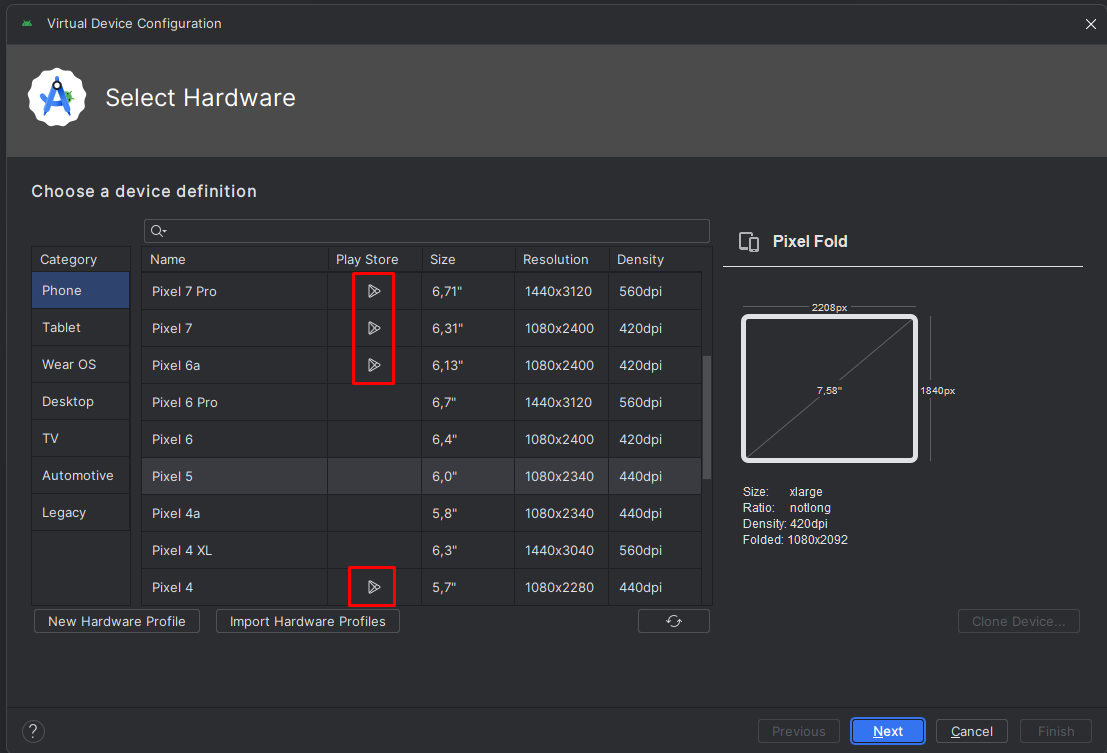 Virtual Device Configuration
Select Hardware
Choose a device definition
Category
Phone
Tablet
Wear OS
Desktop
TV
Automotive
Legacy
Name Play Store Size Resolution Density
Pixel 7 Pro 6,71" 1440x3120 560dpi
Pixel 7 6,31" 1080x2400 420dpi
Pixel 6a 6,13" 1080x2400 420dpi
Pixel 6 Pro 6,7" 1440x3120 560dpi
Pixel 6 6,4" 1080x2400 420dpi
Pixel 5 6,0" 1080x2340 440dpi
Pixel 4a 5,8" 1080x2340 440dpi
Pixel 4 XL 6,3" 1440x3040 560dpi
Pixel 4 5,7" 1080x2280 440dpi
New Hardware Profile
Import Hardware Profiles
Pixel Fold
2208px
7,58"
1840px
Size: xlarge
Ratio: notlong
Density: 420dpi
Folded: 1080x2092
Clone Device...
?
Previous
Next
Cancel
Finish